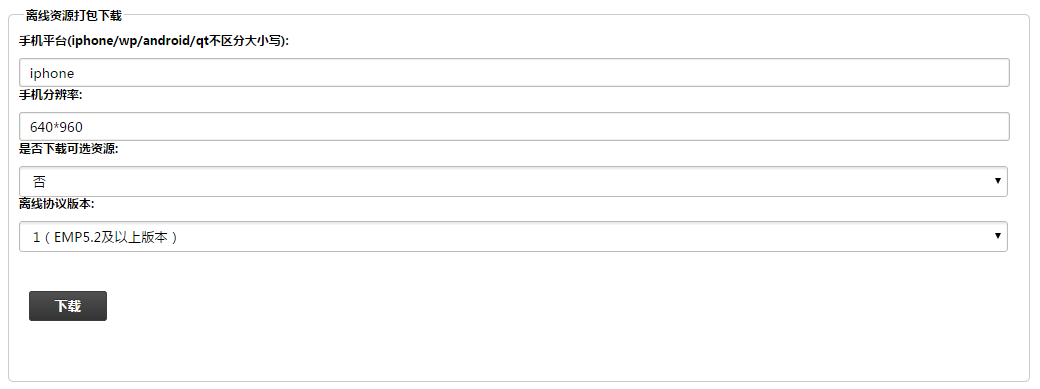 离线资源打包下载
手机平台(iphone/wp/android/qt不区分大小写):
iphone
手机分辨率:
640*960
是否下载可选资源:
否
离线协议版本:
1（EMP5.2及以上版本）
下载